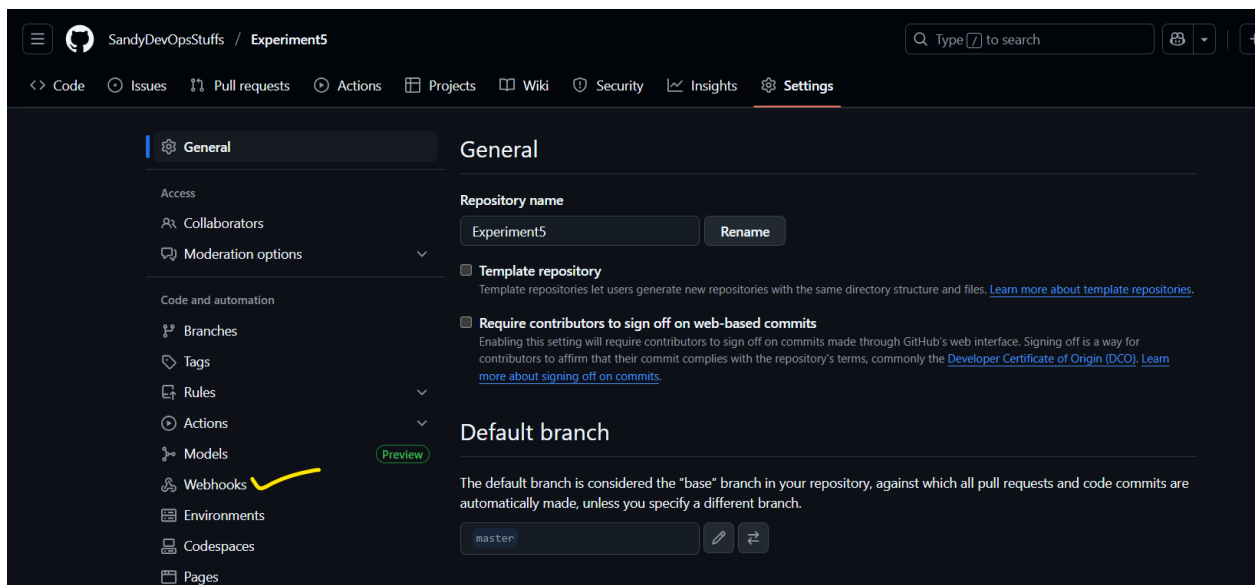 SandyDevOpsStuffs / Experiment5
Type / to search
<> Code Issues Pull requests Actions Projects Wiki Security Insights Settings
General
Access
Collaborators
Moderation options
Code and automation
Branches
Tags
Rules
Actions
Models Preview
Webhooks
Environments
Codespaces
Pages
General
Repository name
Experiment5 Rename
Template repository
Template repositories let users generate new repositories with the same directory structure and files. Learn more about template repositories.
Require contributors to sign off on web-based commits
Enabling this setting will require contributors to sign off on commits made through GitHub's web interface. Signing off is a way for
contributors to affirm that their commit complies with the repository's terms, commonly the Developer Certificate of Origin (DCO). Learn
more about signing off on commits.
Default branch
The default branch is considered the “base” branch in your repository, against which all pull requests and code commits are
automatically made, unless you specify a different branch.
master